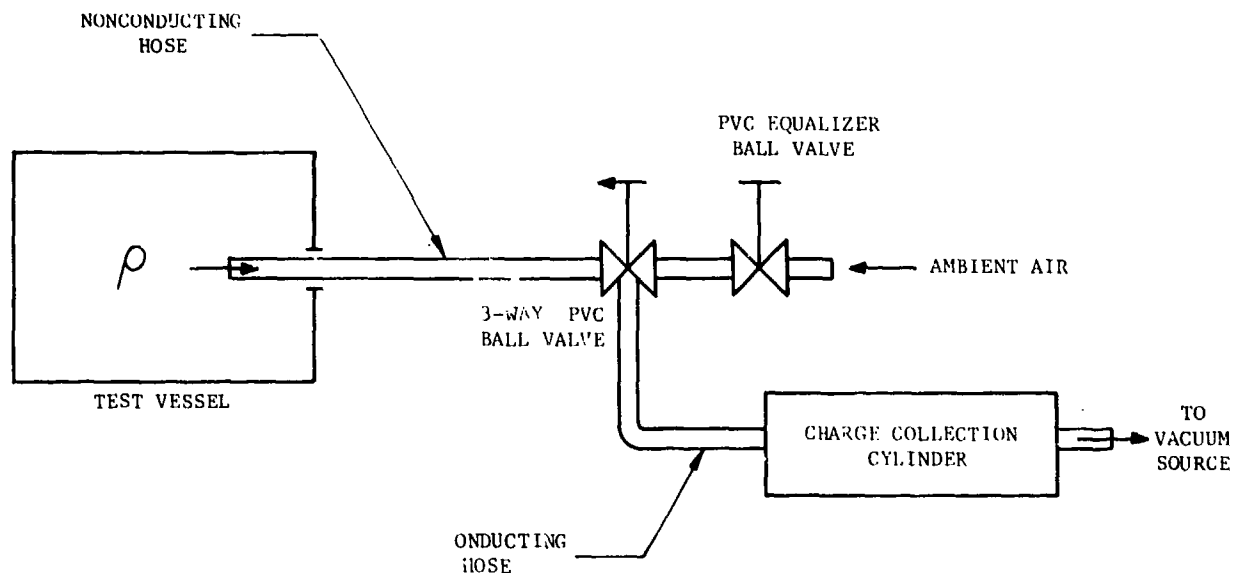 NONCONDUCTING
HOSE
PVC EQUALIZER
BALL VALVE
ρ
AMBIENT AIR
3-WAY PVC
BALL VALVE
TEST VESSEL
CHARGE COLLECTION
CYLINDER
TO
VACUUM
SOURCE
ONDUCTING
HOSE